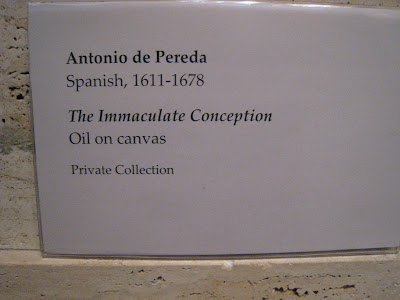 Antonio de Pereda
Spanish, 1611-1678
The Immaculate Conception
Oil on canvas
Private Collection